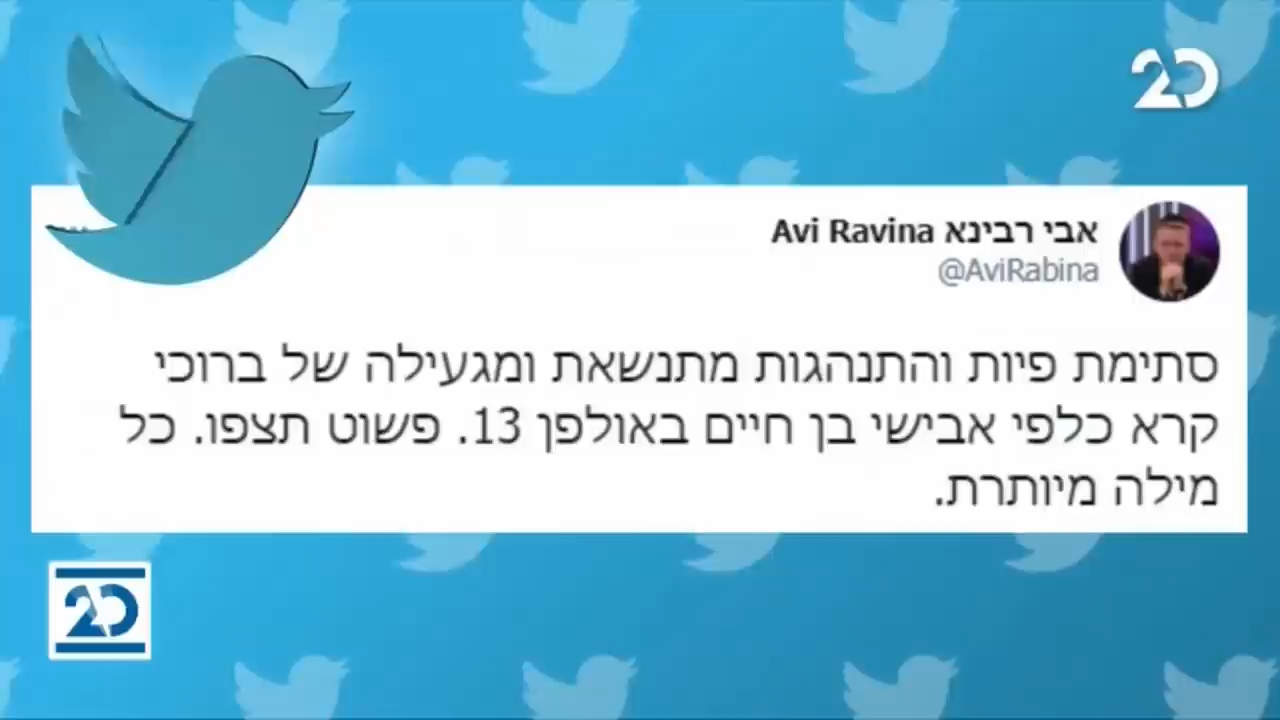 20
אבי רבינא Avi Ravina
@AviRabina
סתימת פיות והתנהגות מתנשאת ומגעילה של ברוכי
קרא כלפי אבישי בן חיים באולפן 13. פשוט תצפו. כל
מילה מיותרת.
20